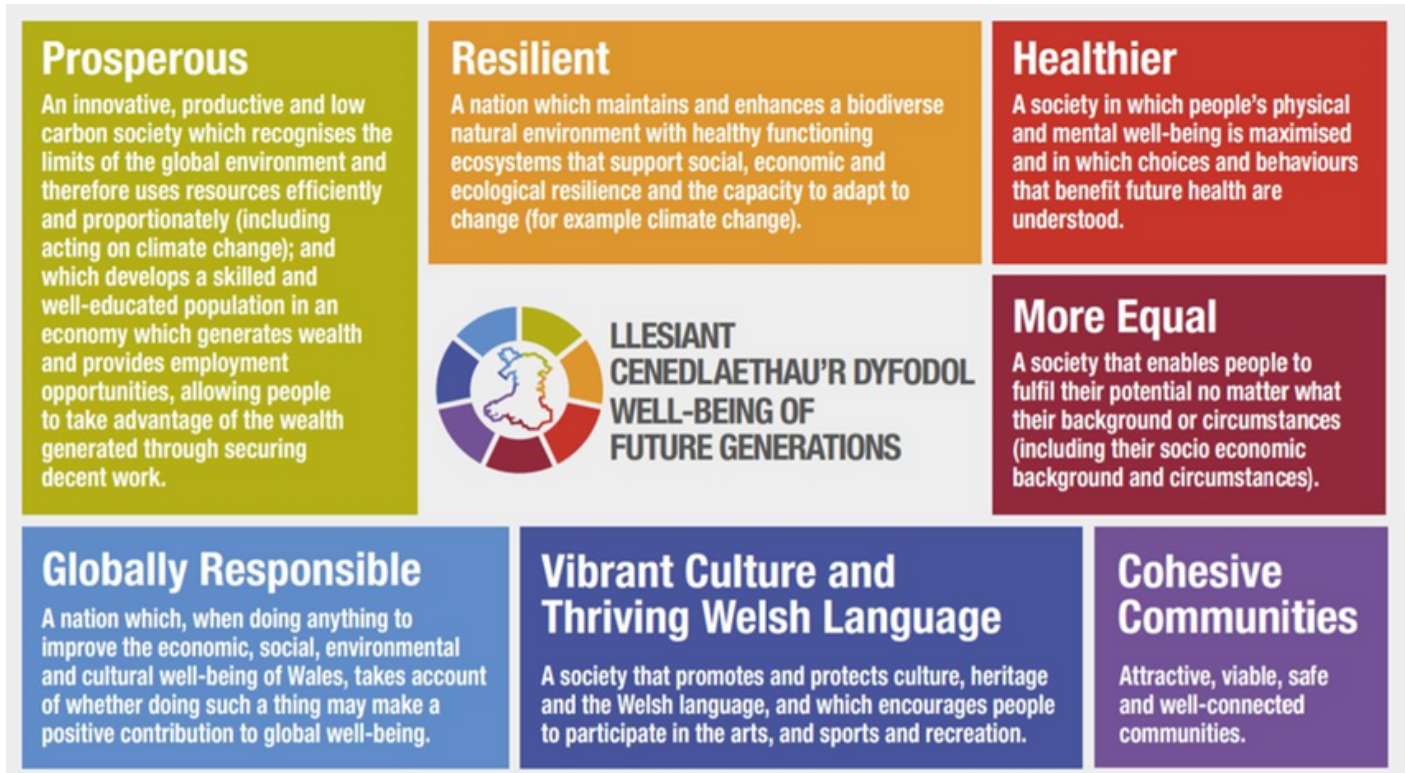 Prosperous
An innovative, productive and low
carbon society which recognises the
limits of the global environment and
therefore uses resources efficiently
and proportionately (including
acting on climate change); and
which develops a skilled and
well-educated population in an
economy which generates wealth
and provides employment
opportunities, allowing people
to take advantage of the wealth
generated through securing
decent work.
Resilient
A nation which maintains and enhances a biodiverse
natural environment with healthy functioning
ecosystems that support social, economic and
ecological resilience and the capacity to adapt to
change (for example climate change).
Healthier
A society in which people's physical
and mental well-being is maximised
and in which choices and behaviours
that benefit future health are
understood.
LLESIANT
CENEDLAETHAU'R DYFODOL
WELL-BEING OF
FUTURE GENERATIONS
More Equal
A society that enables people to
fulfil their potential no matter what
their background or circumstances
(including their socio economic
background and circumstances).
Globally Responsible
A nation which, when doing anything to
improve the economic, social, environmental
and cultural well-being of Wales, takes account
of whether doing such a thing may make a
positive contribution to global well-being.
Vibrant Culture and
Thriving Welsh Language
A society that promotes and protects culture, heritage
and the Welsh language, and which encourages people
to participate in the arts, and sports and recreation.
Cohesive
Communities
Attractive, viable, safe
and well-connected
communities.